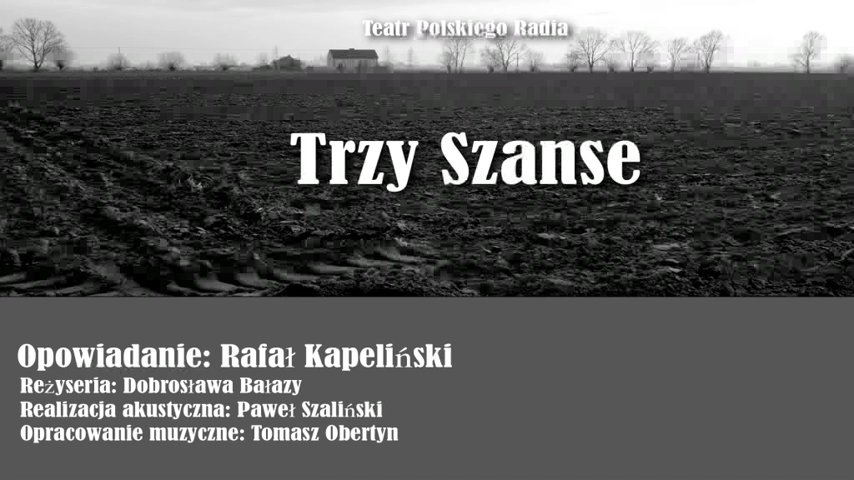 Teatr Polskiego Radia
Trzy Szanse
Opowiadanie: Rafał Kapeliński
Reżyseria: Dobrosława Bałazy
Realizacja akustyczna: Paweł Szaliński
Opracowanie muzyczne: Tomasz Obertyn